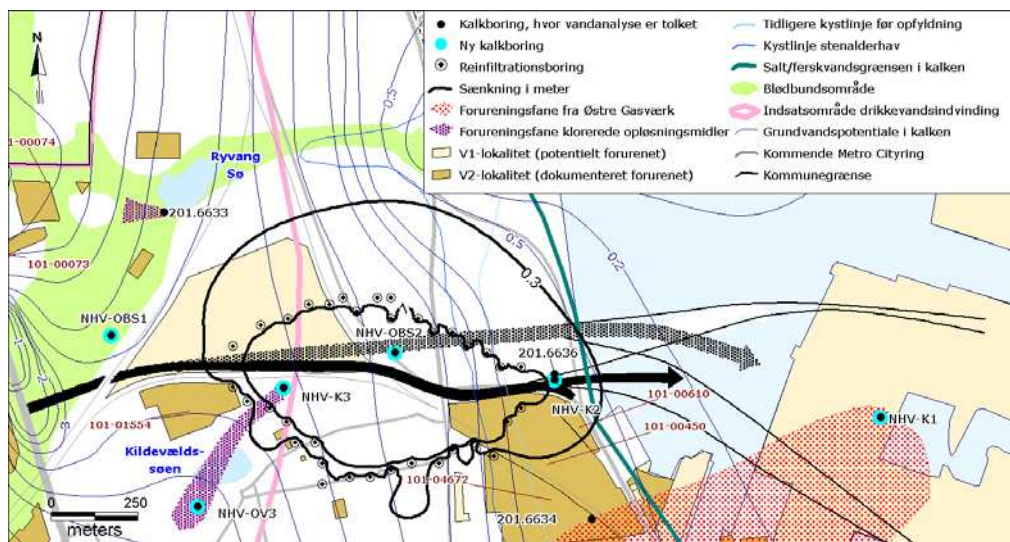 N
Kalkboring, hvor vandanalyse er tolket
Ny kalkboring
Reinfiltrationsboring
Sænkning i meter
Forureningsfane fra Østre Gasværk
Forureningsfane klorerede opløsningsmidler
V1-lokalitet (potentielt forurenet)
V2-lokalitet (dokumenteret forurenet)
Tidligere kystlinje før opfyldning
Kystlinje stenalderhav
Salt/ferskvandsgrænsen i kalken
Blødbundsområde
Indsatsområde drikkevandsindvinding
Grundvandspotentiale i kalken
Kommende Metro Cityring
Kommunegrænse
0,5
101-00074
Ryvang
Sø
201.6633
101-00073
0,5
0.3
0.2
NHV-OBS1
NHV-OBS2
201.6636
1
2
3
NHV-K3
NHV-K2
101-00610
NHV-K1
101-01554
101-00450
Kildevælds-
søen
101-04672
0
250
meters
NHV-OV3
201.6634